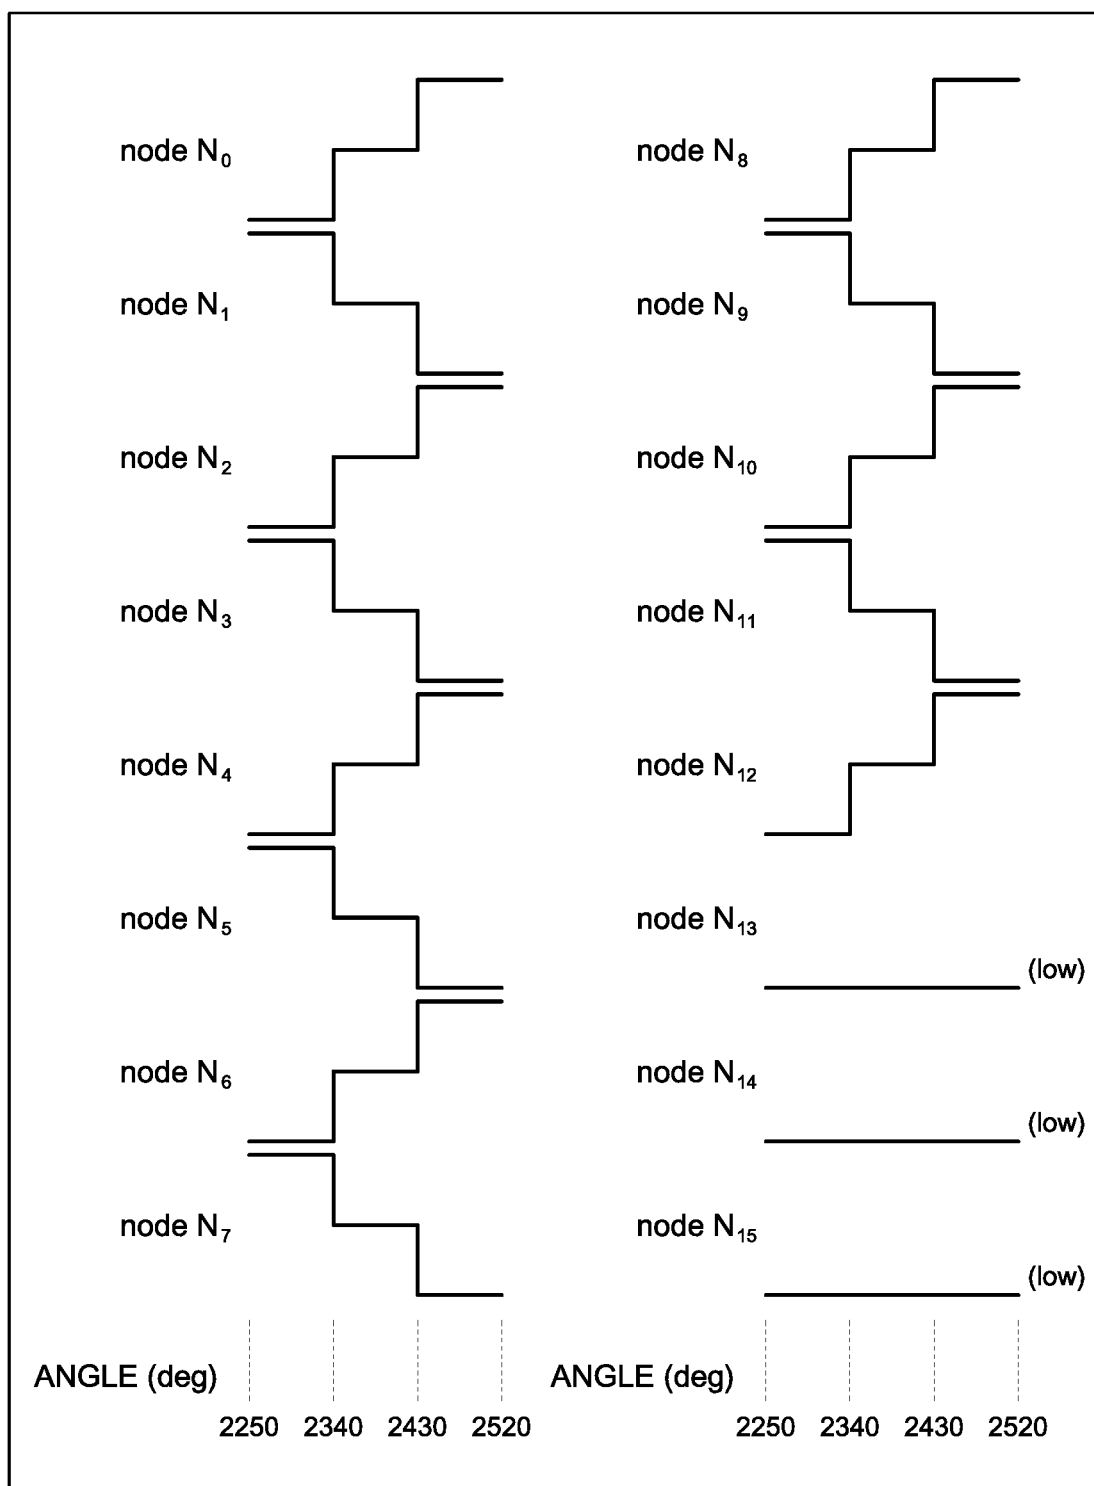 node N0
node N1
node N2
node N3
node N4
node N5
node N6
node N7
ANGLE (deg)
2250 2340 2430 2520
node N8
node N9
node N10
node N11
node N12
node N13
(low)
node N14
(low)
node N15
(low)
ANGLE (deg)
2250 2340 2430 2520